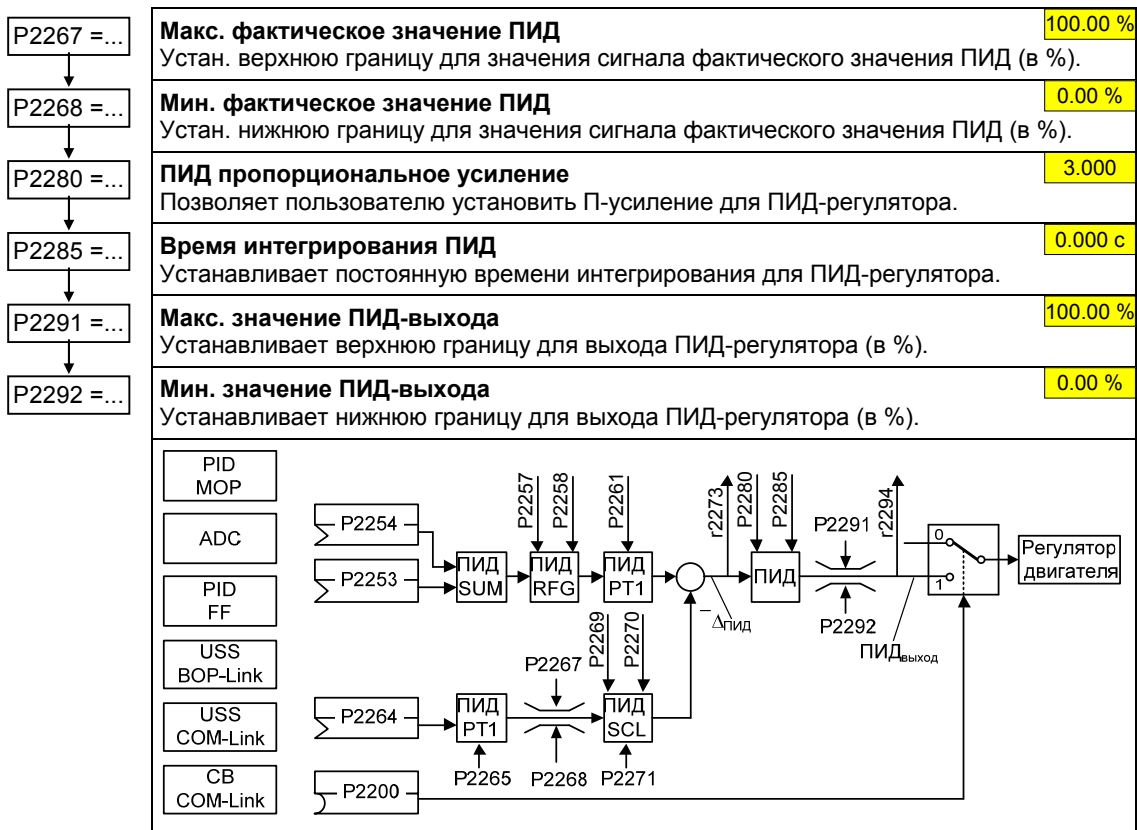 P2267 =...
Макс. фактическое значение ПИД
100.00 %
Устан. верхнюю границу для значения сигнала фактического значения ПИД (в %).
P2268 =...
Мин. фактическое значение ПИД
0.00 %
Устан. нижнюю границу для значения сигнала фактического значения ПИД (в %).
P2280 =...
ПИД пропорциональное усиление
3.000
Позволяет пользователю установить П-усиление для ПИД-регулятора.
P2285 =...
Время интегрирования ПИД
0.000 с
Устанавливает постоянную времени интегрирования для ПИД-регулятора.
P2291 =...
Макс. значение ПИД-выхода
100.00 %
Устанавливает верхнюю границу для выхода ПИД-регулятора (в %).
P2292 =...
Мин. значение ПИД-выхода
0.00 %
Устанавливает нижнюю границу для выхода ПИД-регулятора (в %).
PID
MOP
ADC
PID
FF
USS
BOP-Link
USS
COM-Link
CB
COM-Link
P2254
P2253
ПИД
SUM
P2257
P2258
ПИД
RFG
P2261
ПИД
PT1
r2273
P2280
P2285
ПИД
P2291
P2292
r2294
0
1
Регулятор
двигателя
−
ΔПИД
ПИДвыход
P2264
ПИД
PT1
P2265
P2267
P2268
P2269
P2270
ПИД
SCL
P2271
P2200